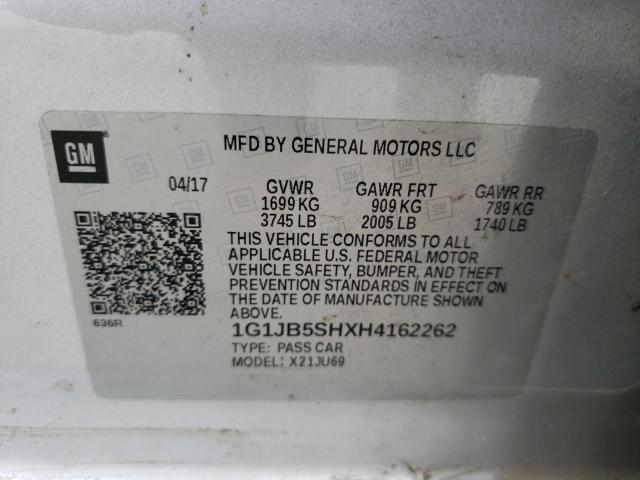 GM
MFD BY GENERAL MOTORS LLC
04/17 GVWR GAWR FRT GAWR RR
1699 KG 909 KG 789 KG
3745 LB 2005 LB 1740 LB
THIS VEHICLE CONFORMS TO ALL
APPLICABLE U.S. FEDERAL MOTOR
VEHICLE SAFETY, BUMPER, AND THEFT
PREVENTION STANDARDS IN EFFECT ON
THE DATE OF MANUFACTURE SHOWN
ABOVE.
636R
1G1JB5SHXH4162262
TYPE: PASS CAR
MODEL: X21JU69